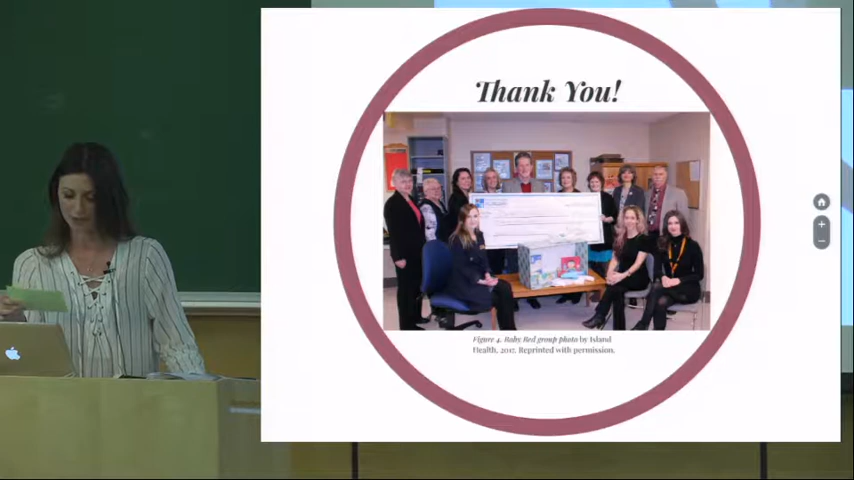 Thank You!
Figure 4. Baby Bed group photo by Island
Health, 2017. Reprinted with permission.